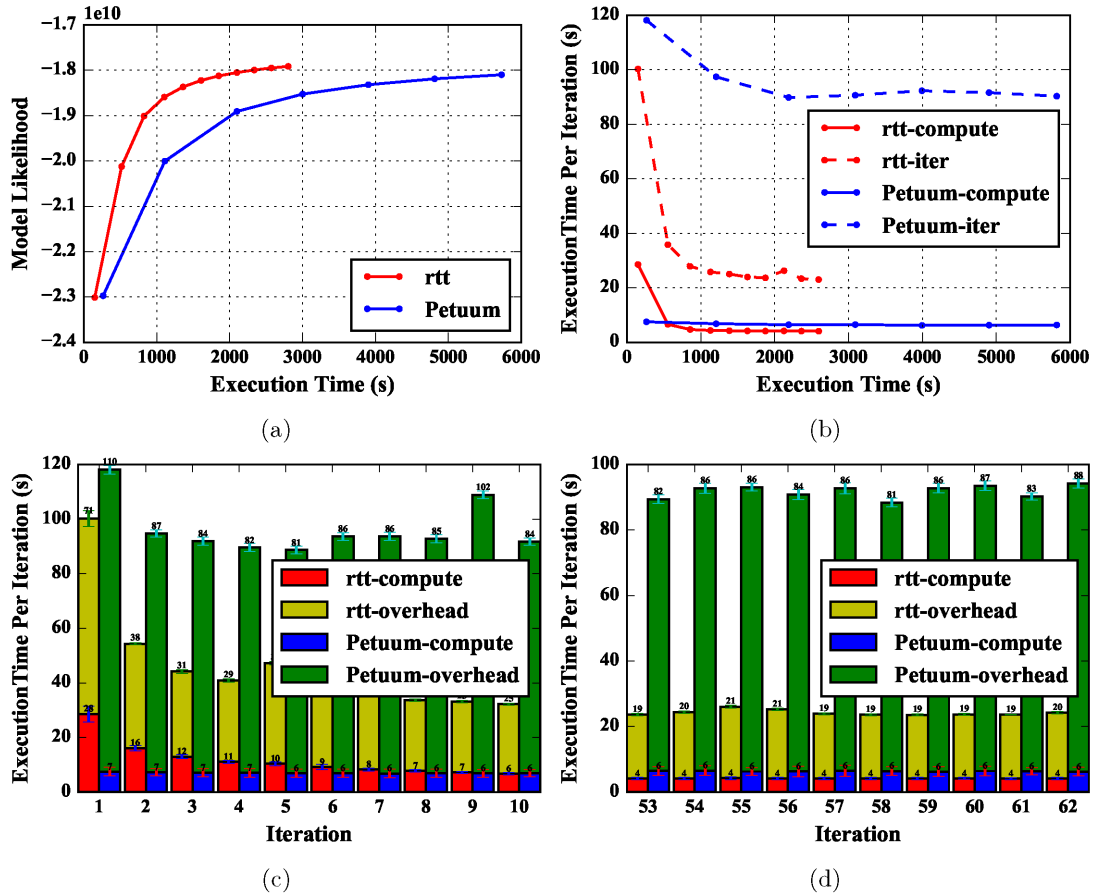 1e10
−1.7
−1.8
−1.9
−2.0
−2.1
−2.2
−2.3
−2.4
Model Likelihood
rtt
Petuum
0 1000 2000 3000 4000 5000 6000
Execution Time (s)
(a)
120
100
80
60
40
20
0
ExecutionTime Per Iteration (s)
rtt-compute
rtt-iter
Petuum-compute
Petuum-iter
0 1000 2000 3000 4000 5000 6000
Execution Time (s)
(b)
120
100
80
60
40
20
0
ExecutionTime Per Iteration (s)
110
71
87 84 82 81 86 86 85 102 84
rtt-compute
rtt-overhead
Petuum-compute
Petuum-overhead
38 31 29 25
28 16 12 11 10 9 8 7 7 6
7 7 7 7 6 6 6 6 6 6
1 2 3 4 5 6 7 8 9 10
Iteration
(c)
100
80
60
40
20
0
ExecutionTime Per Iteration (s)
82 86 86 84 86 81 86 87 83 88
rtt-compute
rtt-overhead
Petuum-compute
Petuum-overhead
19 20 21 21 19 19 19 19 19 20
4 6 4 6 4 6 4 6 4 6 4 6 4 6 4 6 4 6 4 6
53 54 55 56 57 58 59 60 61 62
Iteration
(d)